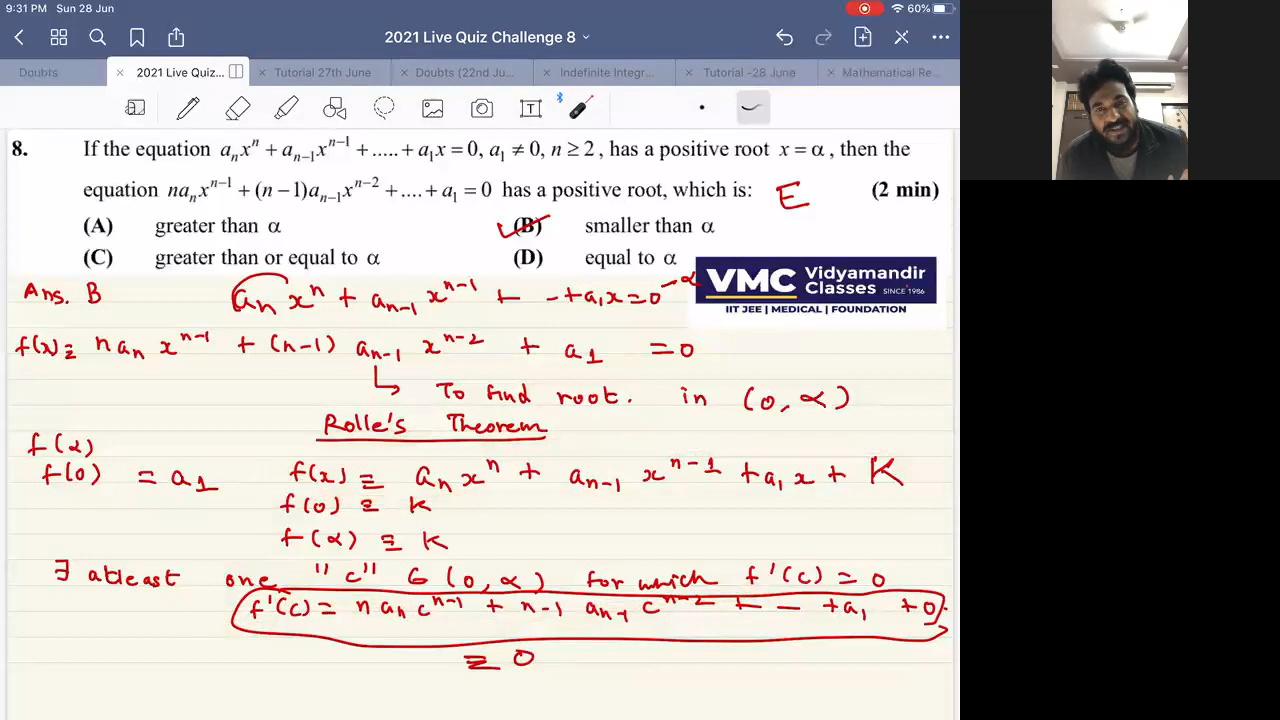 9:31 PM Sun 28 Jun
60%
2021 Live Quiz Challenge 8
Doubts
2021 Live Quiz...
Tutorial 27th June
Doubts (22nd Ju...
Indefinite Integr...
Tutorial -28 June
Mathematical Re...
8. If the equation aₙxⁿ + aₙ₋₁xⁿ⁻¹ + ..... + a₁x = 0, a₁ ≠ 0, n ≥ 2, has a positive root x = α, then the
equation naₙxⁿ⁻¹ + (n−1)aₙ₋₁xⁿ⁻² + .... + a₁ = 0 has a positive root, which is: E (2 min)
(A) greater than α (B) smaller than α
(C) greater than or equal to α (D) equal to α
VMC Vidyamandir Classes SINCE 1986
IIT JEE | MEDICAL | FOUNDATION
Ans. B aₙ xⁿ + aₙ₋₁ xⁿ⁻¹ + - + a₁x = 0 - α
f(x) ≡ n aₙ xⁿ⁻¹ + (n-1) aₙ₋₁ xⁿ⁻² + a₁ = 0
To find root. in (0, α)
Rolle's Theorem
f(α)
f(0) = a₁ f(x) ≡ aₙ xⁿ + aₙ₋₁ xⁿ⁻¹ + a₁ x + K
f(0) ≡ K
f(α) ≡ K
∃ atleast one "c" ∈ (0, α) for which f'(c) = 0
f'(c) = n aₙ cⁿ⁻¹ + n-1 aₙ₋₁ cⁿ⁻² + - + a₁ + 0
≡ 0